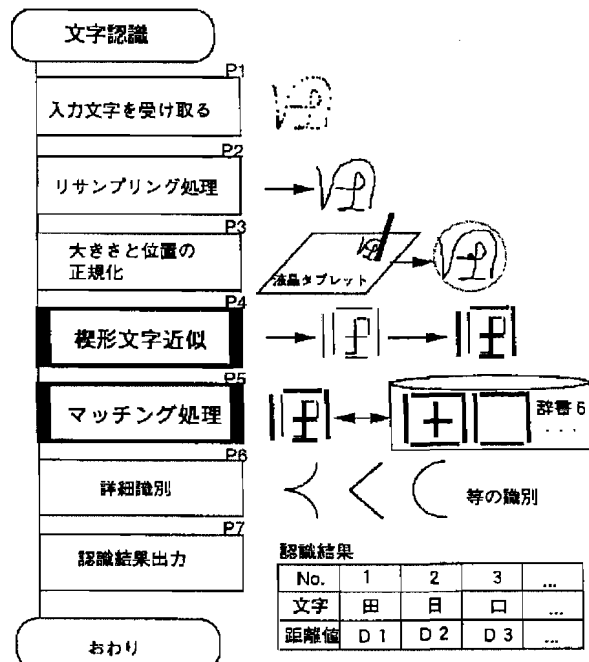 文字認識
P1
入力文字を受け取る
P2
リサンプリング処理
P3
大きさと位置の
正規化
液晶タブレット
P4
楔形文字近似
P5
マッチング処理
辞書6
...
P6
詳細識別
等の識別
P7
認識結果出力
認識結果
No. 1 2 3 ...
文字 田 日 口 ...
距離値 D1 D2 D3 ...
おわり